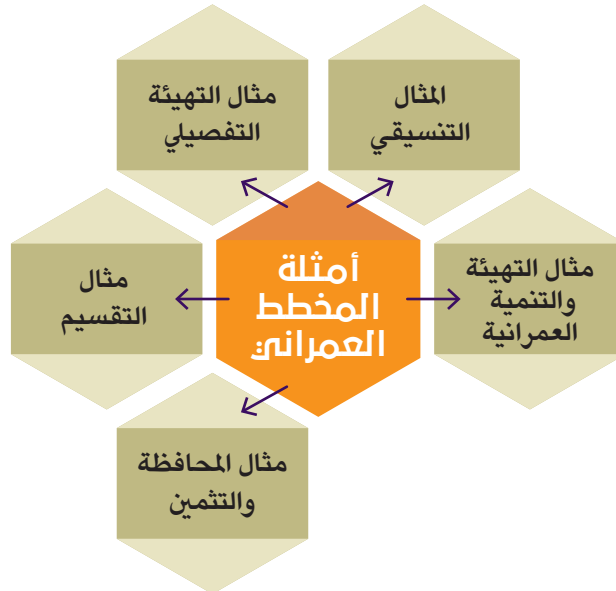 المثال
التنسيقي
مثال التهيئة
التفصيلي
أمثلة
المخطط
العمراني
مثال التهيئة
والتنمية
العمرانية
مثال
التقسيم
مثال المحافظة
والتثمين